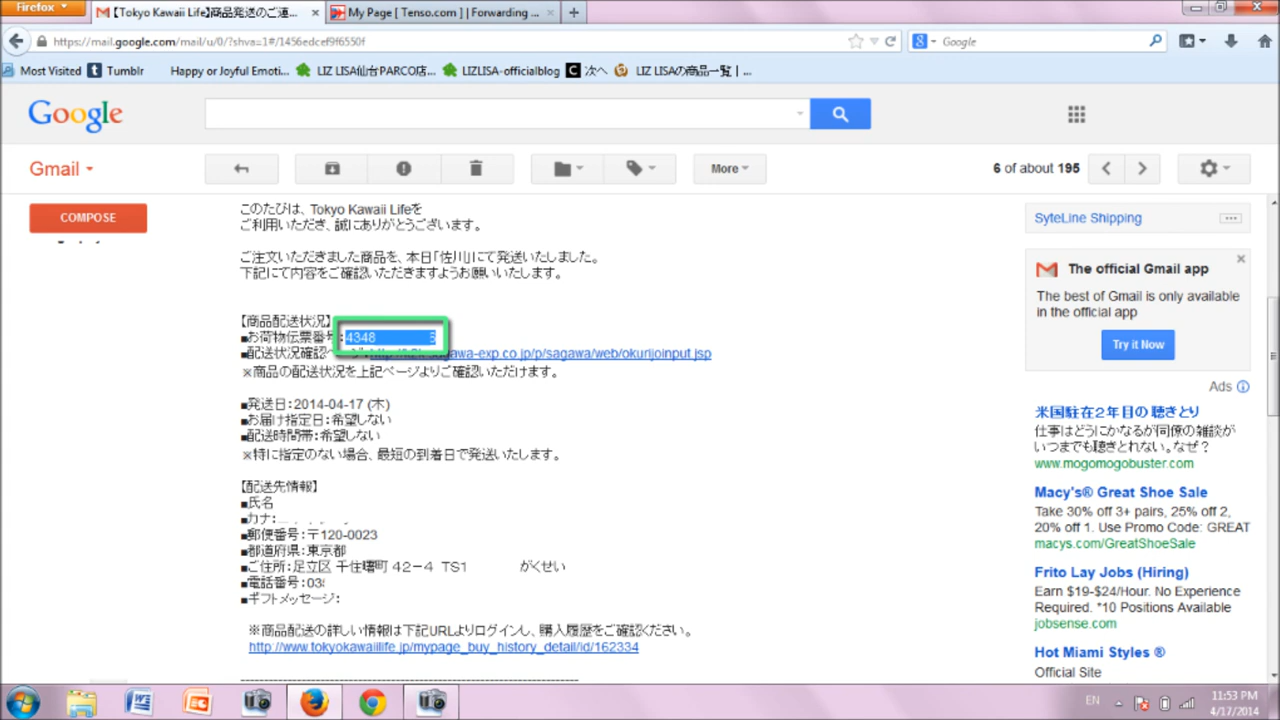 Firefox
【Tokyo Kawaii Life】商品発送のご連...
My Page [ Tenso.com ] | Forwarding ...
https://mail.google.com/mail/u/0/?shva=1#/1456edcef9f6550f
Google
Most Visited
Tumblr
Happy or Joyful Emoti...
LIZ LISA仙台PARCO店...
LIZLISA-officialblog
次へ
LIZ LISAの商品一覧 | ...
Google
Gmail
More
6 of about 195
COMPOSE
このたびは、Tokyo Kawaii Lifeを
ご利用いただき、誠にありがとうございます。
ご注文いただきました商品を、本日「佐川」にて発送いたしました。
下記にて内容をご確認いただきますようお願いいたします。
【商品配送状況】
■お荷物伝票番号:4348
■配送状況確認ペ
sagawa-exp.co.jp/p/sagawa/web/okurijoinput.jsp
※商品の配送状況を上記ページよりご確認いただけます。
■発送日:2014-04-17 (木)
■お届け指定日:希望しない
■配送時間帯:希望しない
※特に指定のない場合、最短の到着日で発送いたします。
【配送先情報】
■氏名
■カナ:
■郵便番号:〒120-0023
■都道府県:東京都
■ご住所:足立区 千住曙町 42－4 TS1 がくせい
■電話番号:03
■ギフトメッセージ:
※商品配送の詳しい情報は下記URLよりログインし、購入履歴をご確認ください。
http://www.tokyokawaiilife.jp/mypage_buy_history_detail/id/162334
SyteLine Shipping
The official Gmail app
The best of Gmail is only available
in the official app
Try it Now
Ads
米国駐在2年目の聴きとり
仕事はどうにかなるが同僚の雑談が
いつまでも聴きとれない。なぜ?
www.mogomogobuster.com
Macy's® Great Shoe Sale
Take 30% off 3+ pairs, 25% off 2,
20% off 1. Use Promo Code: GREAT
macys.com/GreatShoeSale
Frito Lay Jobs (Hiring)
Earn $19-$24/Hour. No Experience
Required. *10 Positions Available
jobsense.com
Hot Miami Styles ®
Official Site
EN
11:53 PM
4/17/2014